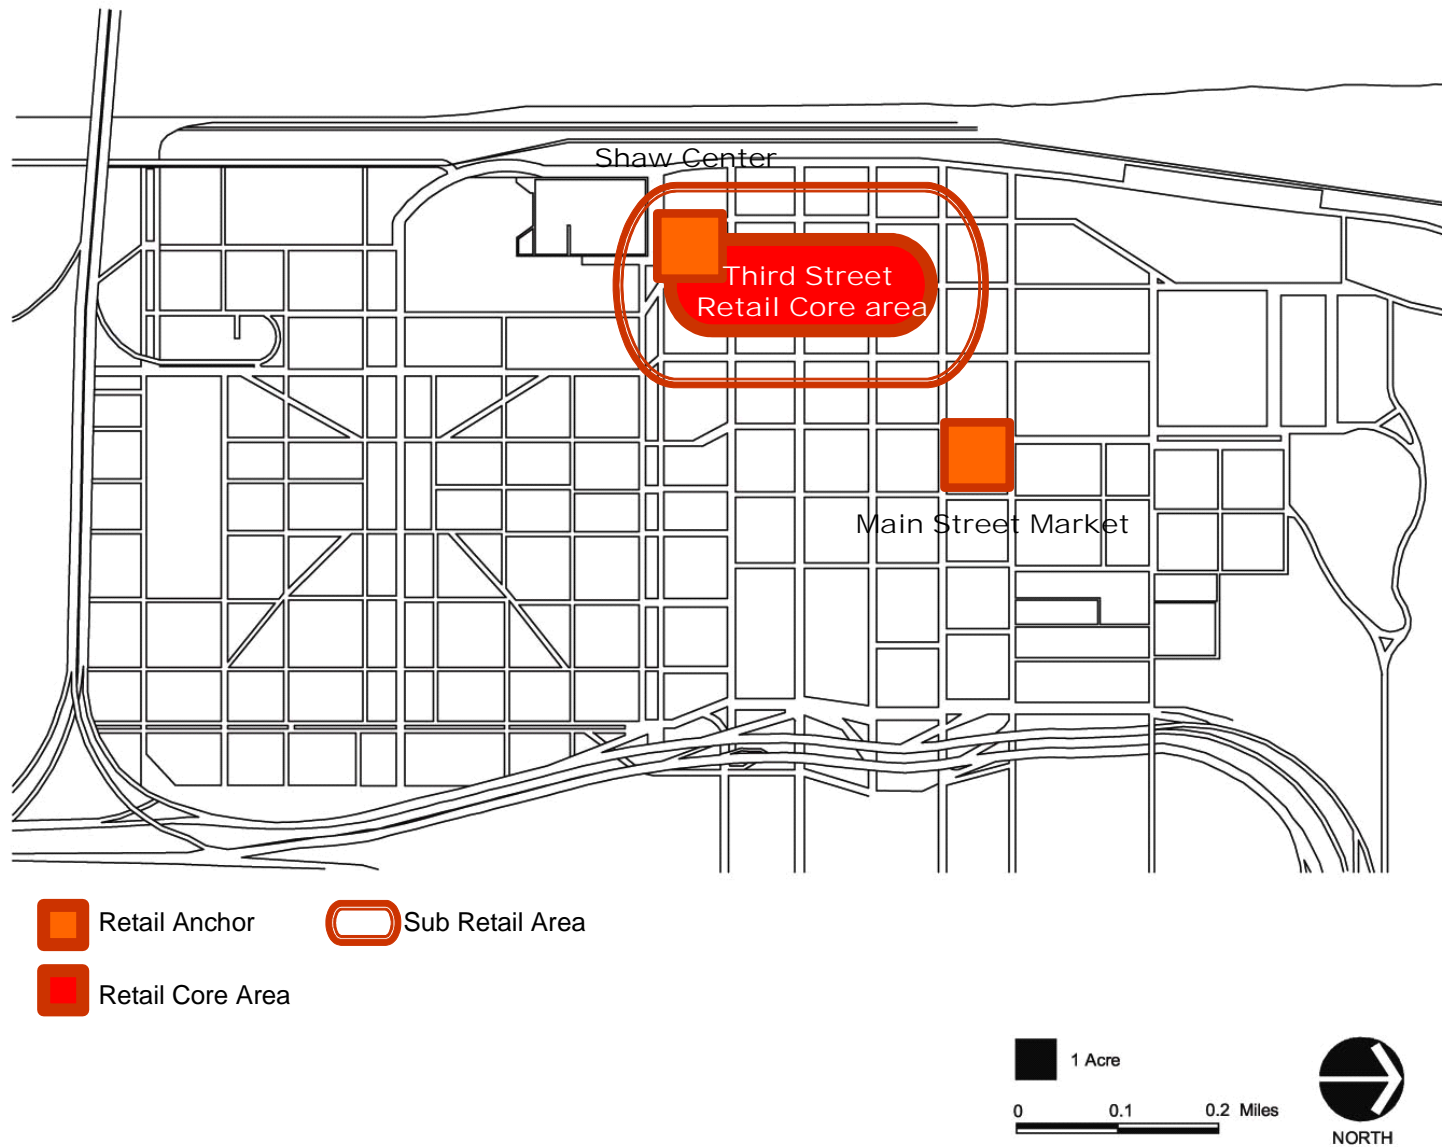 Shaw Center
Third Street
Retail Core area
Main Street Market
Retail Anchor
Sub Retail Area
Retail Core Area
1 Acre
0 0.1 0.2 Miles
NORTH